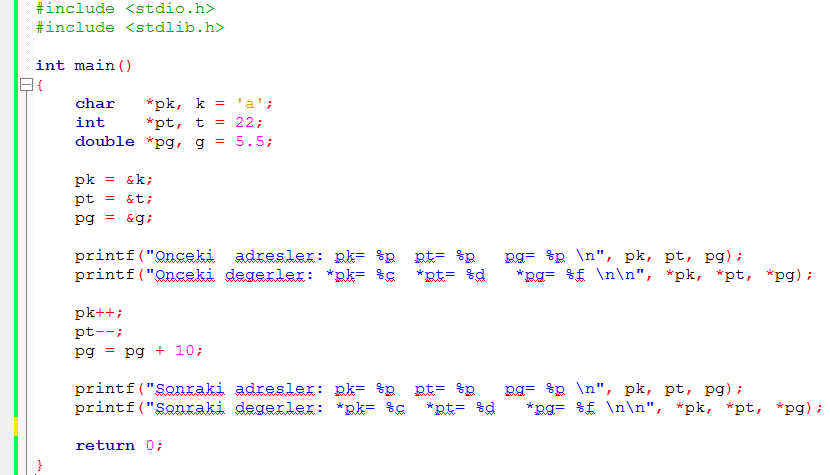 #include <stdio.h>
#include <stdlib.h>
int main()
{
char *pk, k = 'a';
int *pt, t = 22;
double *pg, g = 5.5;
pk = &k;
pt = &t;
pg = &g;
printf("Onceki  adresler: pk= %p  pt= %p   pg= %p \n", pk, pt, pg);
printf("Onceki degerler: *pk= %c  *pt= %d   *pg= %f \n\n", *pk, *pt, *pg);
pk++;
pt--;
pg = pg + 10;
printf("Sonraki adresler: pk= %p  pt= %p   pg= %p \n", pk, pt, pg);
printf("Sonraki degerler: *pk= %c  *pt= %d   *pg= %f \n\n", *pk, *pt, *pg);
return 0;
}